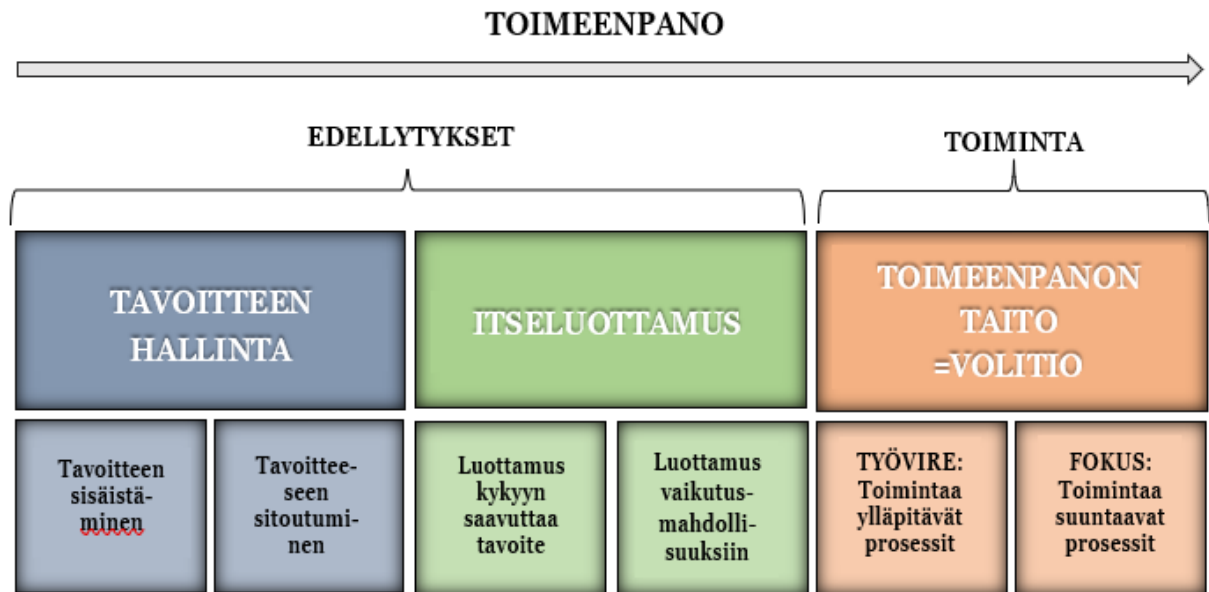 TOIMEENPANO
EDELLYTYKSET
TOIMINTA
TAVOITTEEN
HALLINTA
ITSELUOTTAMUS
TOIMEENPANON
TAITO
=VOLITIO
Tavoitteen
sisäistä-
minen
Tavoittee-
seen
sitoutumi-
nen
Luottamus
kykyyn
saavuttaa
tavoite
Luottamus
vaikutus-
mahdolli-
suuksiin
TYÖVIRE:
Toimintaa
ylläpitävät
prosessit
FOKUS:
Toimintaa
suuntaavat
prosessit